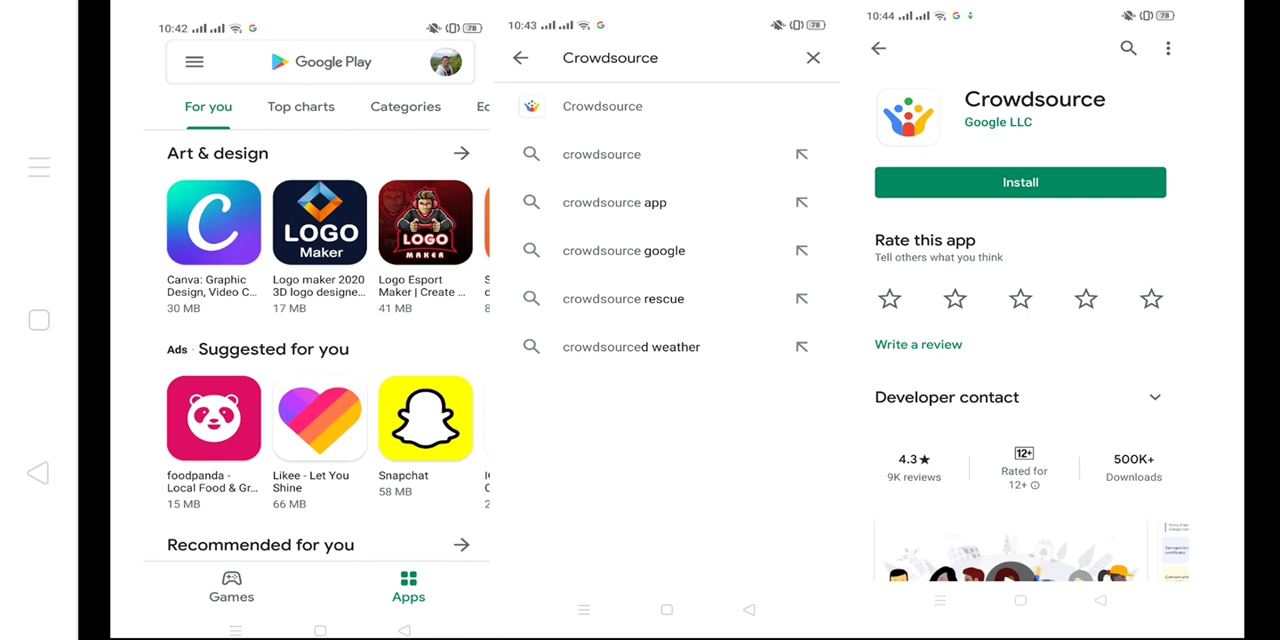 10:42
78
Google Play
For you
Top charts
Categories
Ec
Art & design
C
LOGO
Maker
LOGO
MAKER
Canva: Graphic
Design, Video C...
30 MB
Logo maker 2020
3D logo designe...
17 MB
Logo Esport
Maker | Create ...
41 MB
Ads · Suggested for you
foodpanda -
Local Food & Gr...
15 MB
Likee - Let You
Shine
66 MB
Snapchat
58 MB
Recommended for you
Games
Apps
10:43
78
Crowdsource
Crowdsource
crowdsource
crowdsource app
crowdsource google
crowdsource rescue
crowdsourced weather
10:44
78
Crowdsource
Google LLC
Install
Rate this app
Tell others what you think
Write a review
Developer contact
4.3★
9K reviews
12+
Rated for
12+
500K+
Downloads